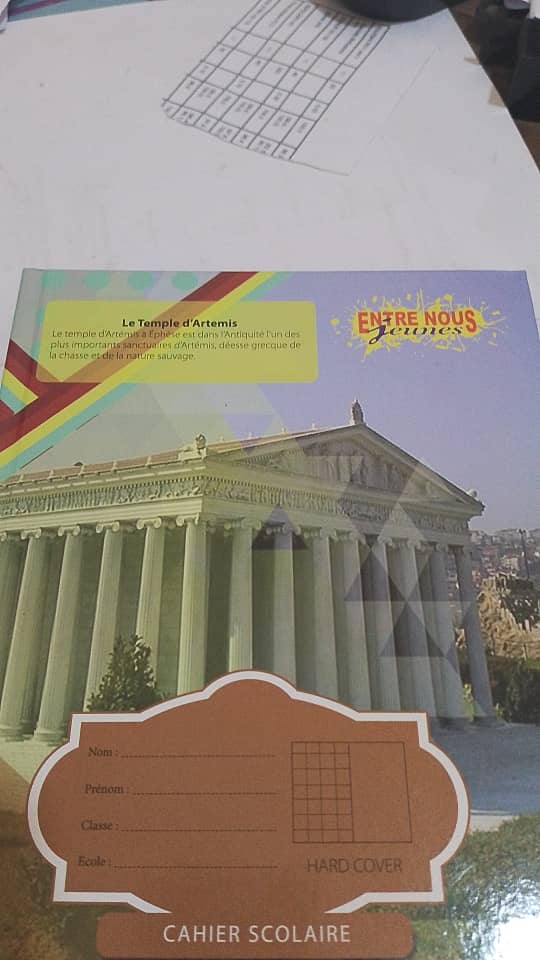 Le Temple d'Artemis
Le temple d'Artémis à Ephèse est dans l'Antiquité l'un des
plus importants sanctuaires d'Artémis, déesse grecque de
la chasse et de la nature sauvage.
ENTRE NOUS
Jeunes
Nom :
Prénom :
Classe :
Ecole :
HARD COVER
CAHIER SCOLAIRE